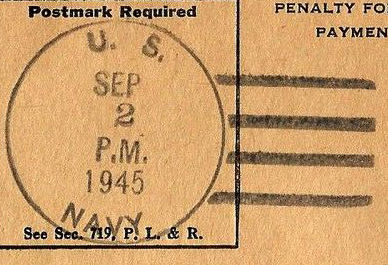 Postmark Required
PENALTY FO
PAYMEN
U. S.
SEP
2
P.M.
1945
NAVY
See Sec. 719, P. L. & R.